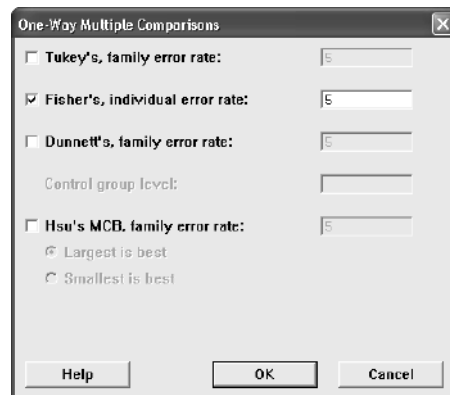 One-Way Multiple Comparisons
Tukey's, family error rate: 5
Fisher's, individual error rate: 5
Dunnett's, family error rate: 5
Control group level:
Hsu's MCB, family error rate: 5
Largest is best
Smallest is best
Help OK Cancel